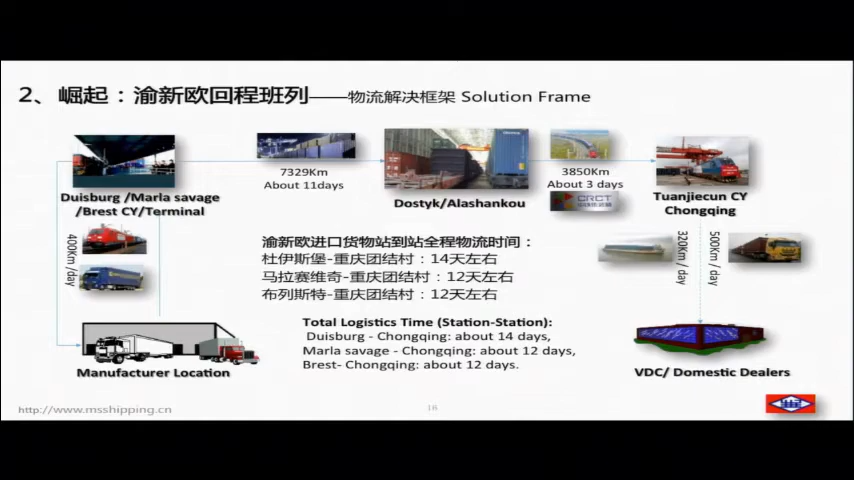 2、崛起：渝新欧回程班列——物流解决框架 Solution Frame
7329Km
About 11days
3850Km
About 3 days
CRCT
Duisburg /Marla savage
/Brest CY/Terminal
Dostyk/Alashankou
Tuanjiecun CY
Chongqing
400Km /day
320Km / day
500Km / day
渝新欧进口货物站到站全程物流时间：
杜伊斯堡-重庆团结村：14天左右
马拉赛维奇-重庆团结村：12天左右
布列斯特-重庆团结村：12天左右
Total Logistics Time (Station-Station):
Duisburg - Chongqing: about 14 days,
Marla savage - Chongqing: about 12 days,
Brest- Chongqing: about 12 days.
Manufacturer Location
VDC/ Domestic Dealers
http://www.msshipping.cn
16